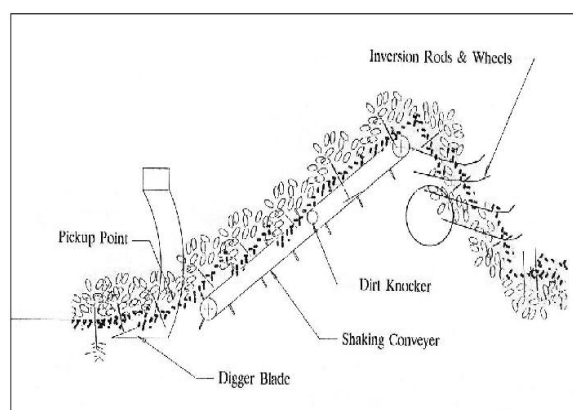 Inversion Rods & Wheels
Pickup Point
Dirt Knocker
Shaking Conveyer
Digger Blade